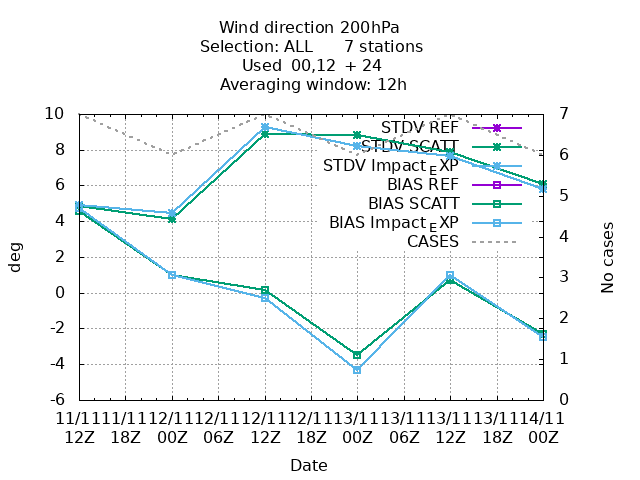 Wind direction 200hPa
Selection: ALL 7 stations
Used 00,12 + 24
Averaging window: 12h
10
8
6
4
2
0
-2
-4
-6
deg
7
6
5
4
3
2
1
0
No cases
STDV REF
STDV SCATT
STDV Impact_EXP
BIAS REF
BIAS SCATT
BIAS Impact_EXP
CASES
11/11 11/11 12/11 12/11 12/11 12/11 13/11 13/11 13/11 13/11 14/11
12Z 18Z 00Z 06Z 12Z 18Z 00Z 06Z 12Z 18Z 00Z
Date